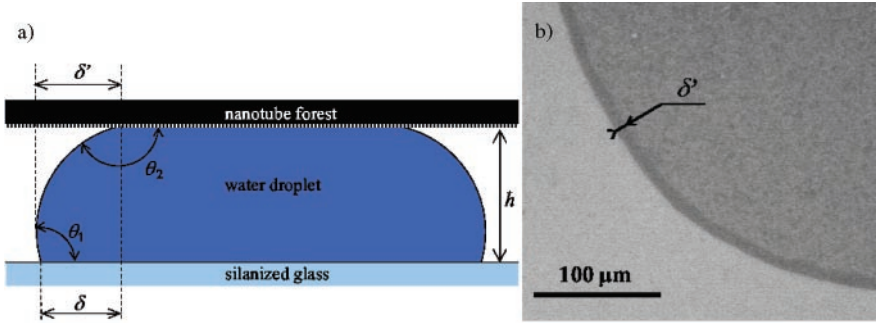 a)
δ'
nanotube forest
θ₂
water droplet
h
θ₁
silanized glass
δ
b)
δ'
100 μm